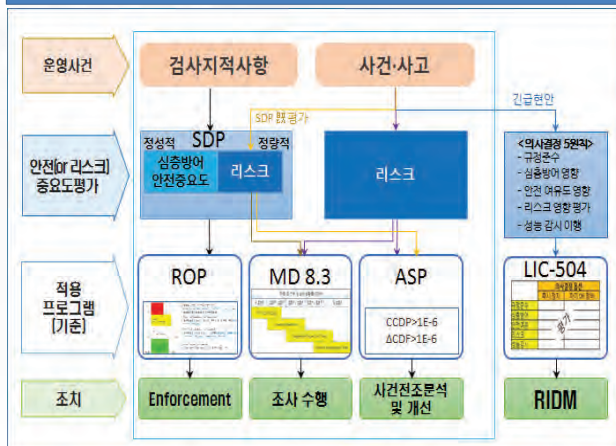 운영사건
검사지적사항
사건·사고
SDP 旣 평가
긴급현안
안전(or 리스크)
중요도평가
정성적
SDP
정량적
심층방어
안전중요도
리스크
리스크
<의사결정 5원칙>
- 규정준수
- 심층방어 영향
- 안전 여유도 영향
- 리스크 영향 평가
- 성능 감시 이행
적용
프로그램
(기준)
ROP
MD 8.3
ASP
CCDP>1E-6
ΔCDF>1E-6
LIC-504
평가
조치
Enforcement
조사 수행
사건전조분석
및 개선
RIDM